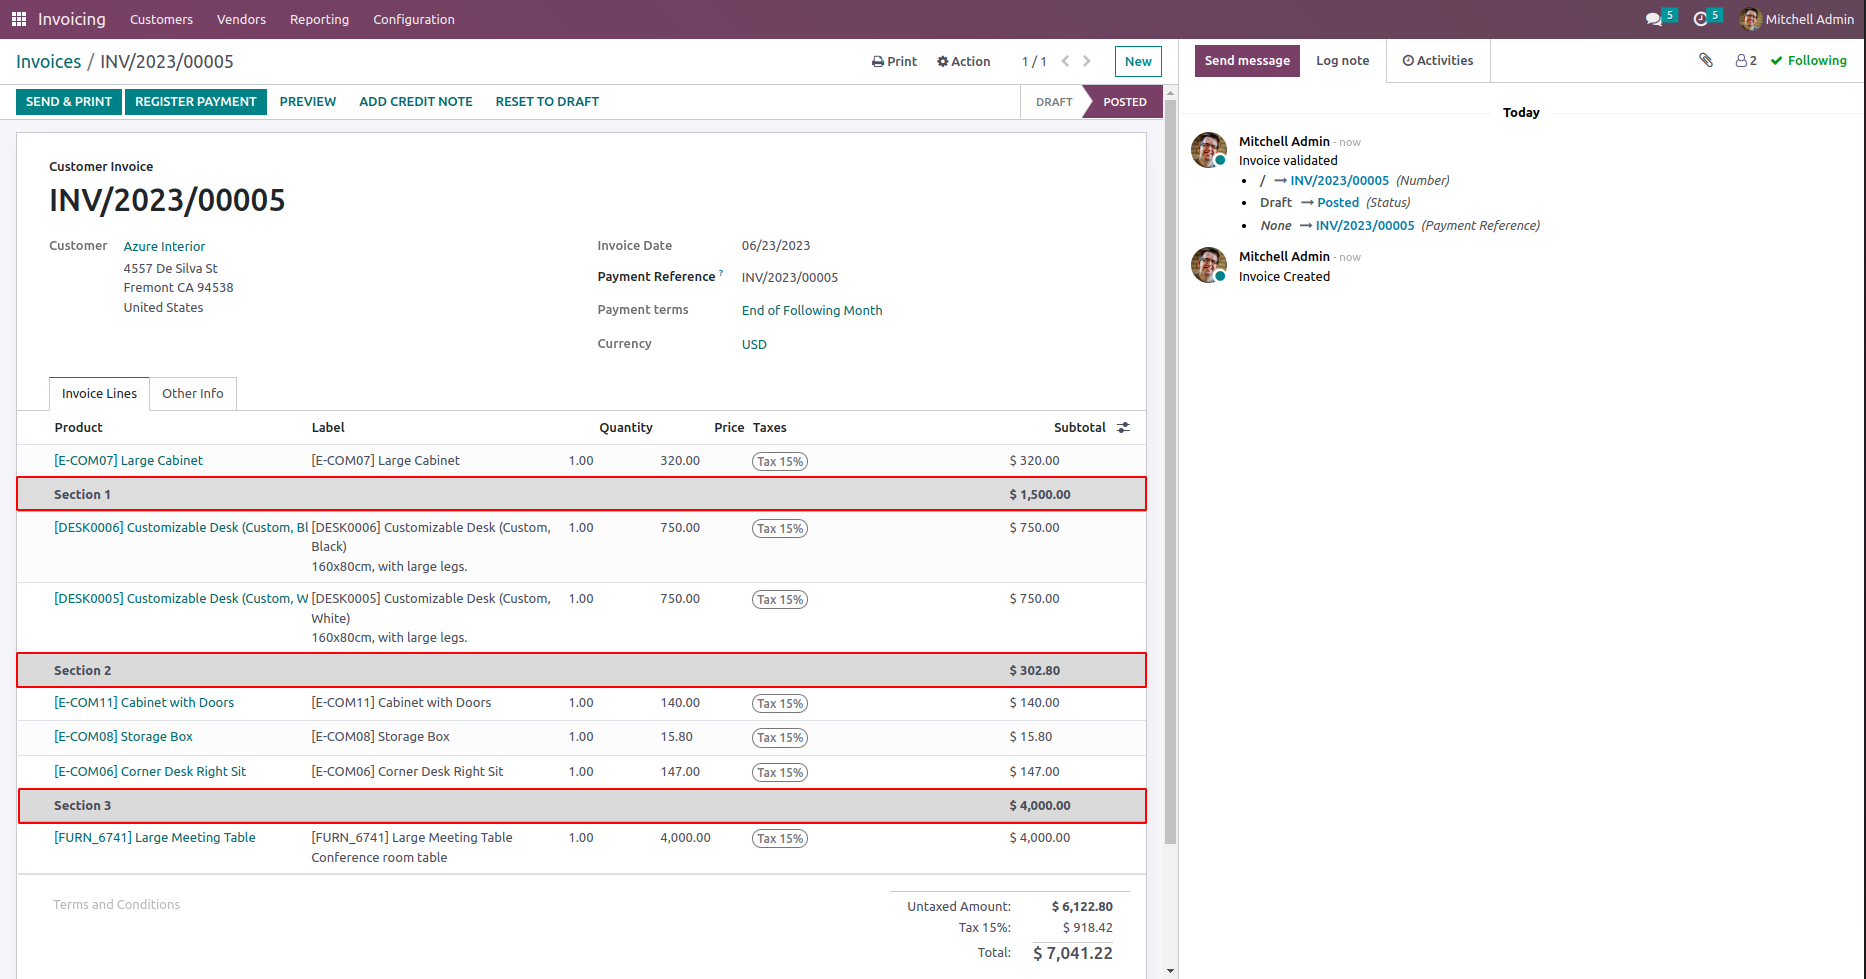 Invoicing Customers Vendors Reporting Configuration 5 5 Mitchell Admin
Invoices / INV/2023/00005 Print Action 1 / 1 New
Send message Log note Activities 2 Following
SEND & PRINT REGISTER PAYMENT PREVIEW ADD CREDIT NOTE RESET TO DRAFT DRAFT POSTED
Customer Invoice
INV/2023/00005
Customer Azure Interior
4557 De Silva St
Fremont CA 94538
United States
Invoice Date 06/23/2023
Payment Reference ? INV/2023/00005
Payment terms End of Following Month
Currency USD
Invoice Lines Other Info
Product Label Quantity Price Taxes Subtotal
[E-COM07] Large Cabinet [E-COM07] Large Cabinet 1.00 320.00 Tax 15% $ 320.00
Section 1 $ 1,500.00
[DESK0006] Customizable Desk (Custom, Bl [DESK0006] Customizable Desk (Custom, 1.00 750.00 Tax 15% $ 750.00
Black)
160x80cm, with large legs.
[DESK0005] Customizable Desk (Custom, W [DESK0005] Customizable Desk (Custom, 1.00 750.00 Tax 15% $ 750.00
White)
160x80cm, with large legs.
Section 2 $ 302.80
[E-COM11] Cabinet with Doors [E-COM11] Cabinet with Doors 1.00 140.00 Tax 15% $ 140.00
[E-COM08] Storage Box [E-COM08] Storage Box 1.00 15.80 Tax 15% $ 15.80
[E-COM06] Corner Desk Right Sit [E-COM06] Corner Desk Right Sit 1.00 147.00 Tax 15% $ 147.00
Section 3 $ 4,000.00
[FURN_6741] Large Meeting Table [FURN_6741] Large Meeting Table 1.00 4,000.00 Tax 15% $ 4,000.00
Conference room table
Terms and Conditions
Untaxed Amount: $ 6,122.80
Tax 15%: $ 918.42
Total: $ 7,041.22
Today
Mitchell Admin - now
Invoice validated
• / → INV/2023/00005 (Number)
• Draft → Posted (Status)
• None → INV/2023/00005 (Payment Reference)
Mitchell Admin - now
Invoice Created